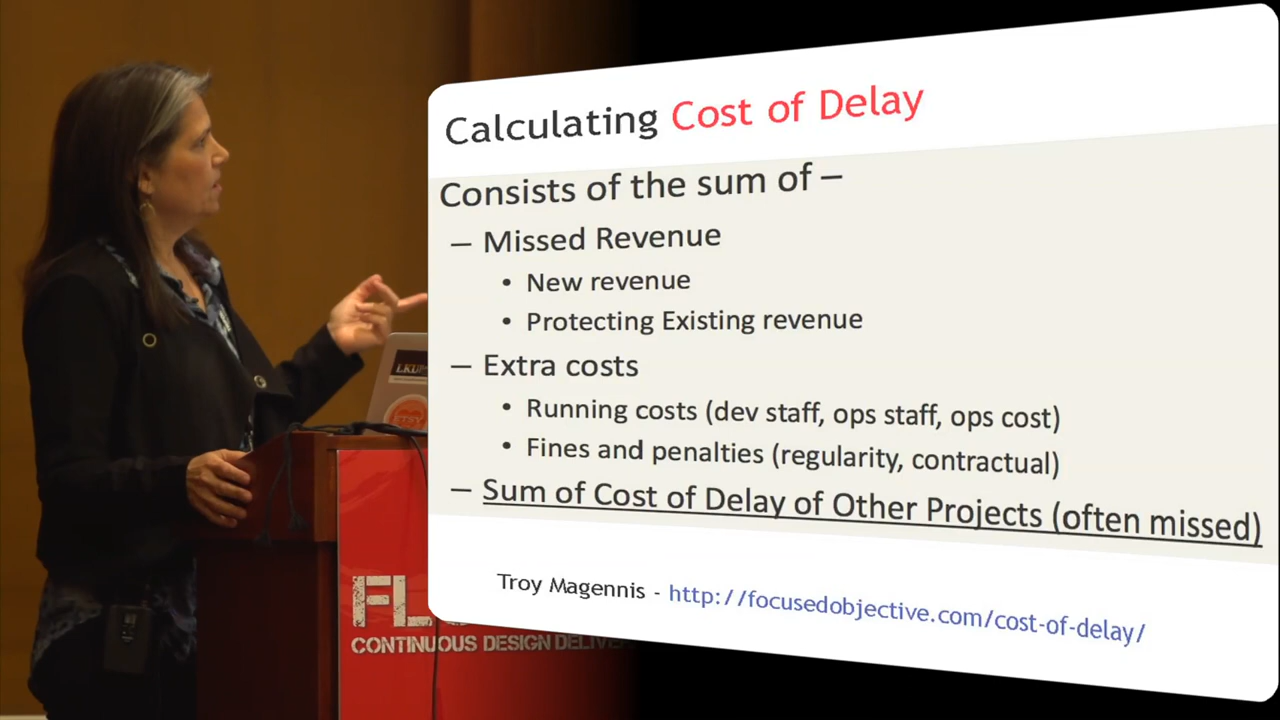 Calculating Cost of Delay
Consists of the sum of –
– Missed Revenue
• New revenue
• Protecting Existing revenue
– Extra costs
• Running costs (dev staff, ops staff, ops cost)
• Fines and penalties (regularity, contractual)
– Sum of Cost of Delay of Other Projects (often missed)
Troy Magennis - http://focusedobjective.com/cost-of-delay/
CONTINUOUS DESIGN